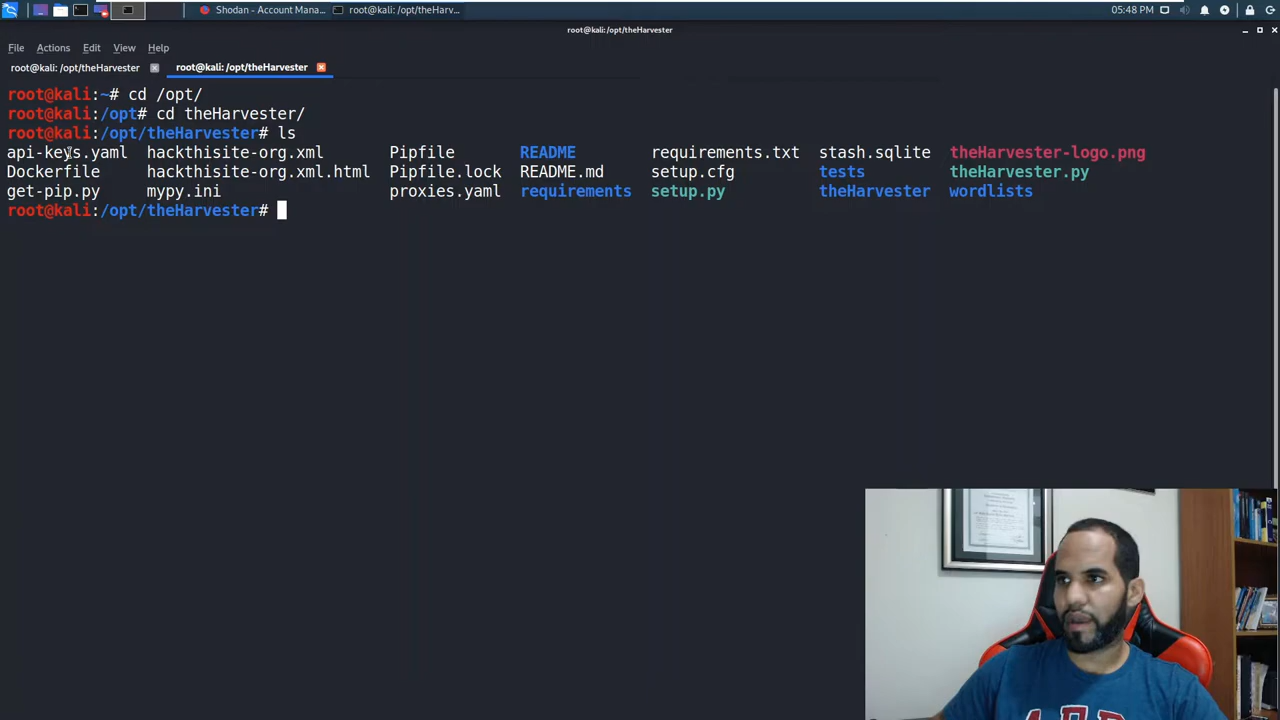 Shodan - Account Mana... root@kali: /opt/theHarv... 05:48 PM
root@kali: /opt/theHarvester
File Actions Edit View Help
root@kali: /opt/theHarvester root@kali: /opt/theHarvester
root@kali:~# cd /opt/
root@kali:/opt# cd theHarvester/
root@kali:/opt/theHarvester# ls
api-keys.yaml hackthisite-org.xml Pipfile README requirements.txt stash.sqlite theHarvester-logo.png
Dockerfile hackthisite-org.xml.html Pipfile.lock README.md setup.cfg tests theHarvester.py
get-pip.py mypy.ini proxies.yaml requirements setup.py theHarvester wordlists
root@kali:/opt/theHarvester#